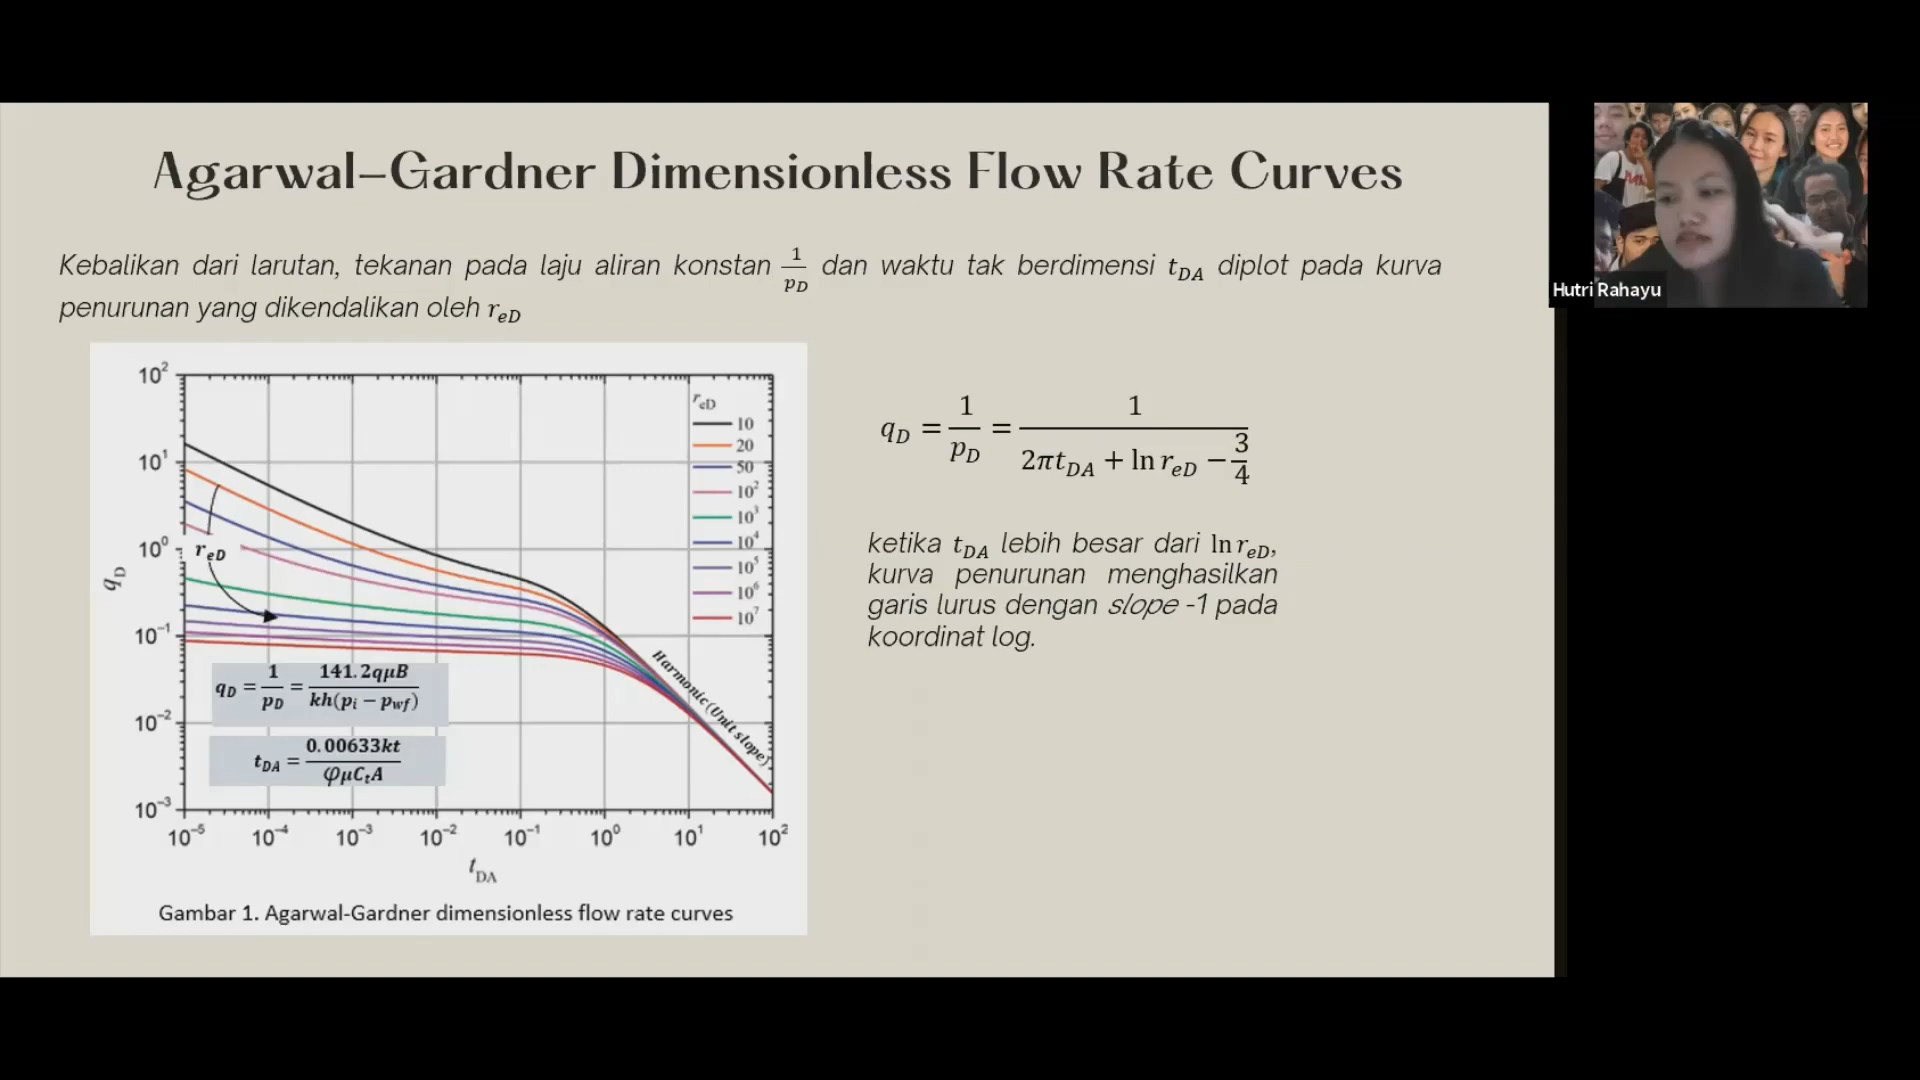 Agarwal–Gardner Dimensionless Flow Rate Curves
Kebalikan dari larutan, tekanan pada laju aliran konstan 1/p_D dan waktu tak berdimensi t_DA diplot pada kurva
penurunan yang dikendalikan oleh r_eD
Hutri Rahayu
10²
10¹
10⁰
10⁻¹
10⁻²
10⁻³
q_D
r_eD
10
20
50
10²
10³
10⁴
10⁵
10⁶
10⁷
r_eD
Harmonic (Unit slope)
q_D = 1/p_D = 141.2qμB/kh(p_i − p_wf)
t_DA = 0.00633kt/φμC_tA
10⁻⁵ 10⁻⁴ 10⁻³ 10⁻² 10⁻¹ 10⁰ 10¹ 10²
t_DA
Gambar 1. Agarwal-Gardner dimensionless flow rate curves
q_D = 1/p_D = 1/(2πt_DA + ln r_eD − 3/4)
ketika t_DA lebih besar dari ln r_eD,
kurva penurunan menghasilkan
garis lurus dengan slope -1 pada
koordinat log.